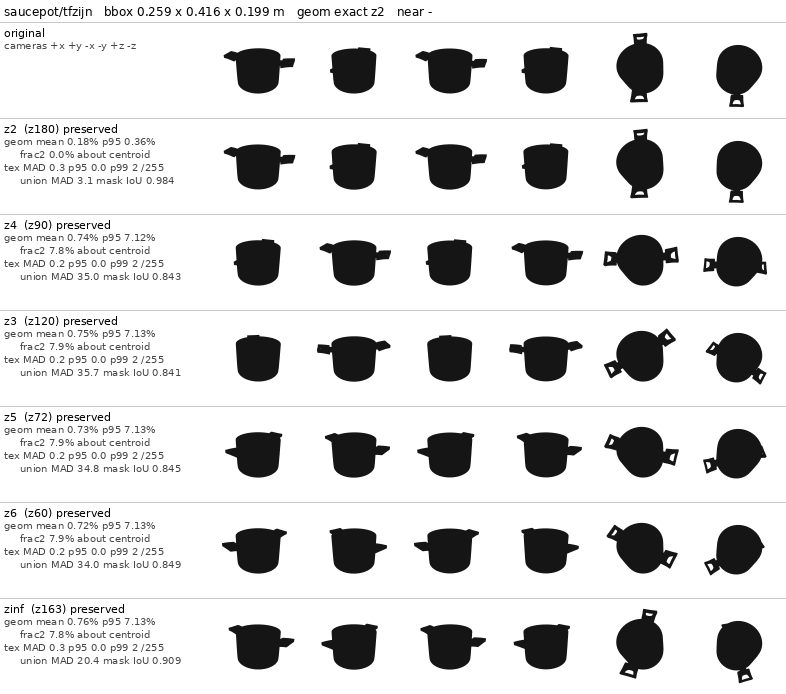 saucepot/tfzijn bbox 0.259 x 0.416 x 0.199 m geom exact z2 near -
original
cameras +x +y -x -y +z -z
z2 (z180) preserved
geom mean 0.18% p95 0.36%
frac2 0.0% about centroid
tex MAD 0.3 p95 0.0 p99 2 /255
union MAD 3.1 mask IoU 0.984
z4 (z90) preserved
geom mean 0.74% p95 7.12%
frac2 7.8% about centroid
tex MAD 0.2 p95 0.0 p99 2 /255
union MAD 35.0 mask IoU 0.843
z3 (z120) preserved
geom mean 0.75% p95 7.13%
frac2 7.9% about centroid
tex MAD 0.2 p95 0.0 p99 2 /255
union MAD 35.7 mask IoU 0.841
z5 (z72) preserved
geom mean 0.73% p95 7.13%
frac2 7.9% about centroid
tex MAD 0.2 p95 0.0 p99 2 /255
union MAD 34.8 mask IoU 0.845
z6 (z60) preserved
geom mean 0.72% p95 7.13%
frac2 7.9% about centroid
tex MAD 0.2 p95 0.0 p99 2 /255
union MAD 34.0 mask IoU 0.849
zinf (z163) preserved
geom mean 0.76% p95 7.13%
frac2 7.8% about centroid
tex MAD 0.3 p95 0.0 p99 2 /255
union MAD 20.4 mask IoU 0.909